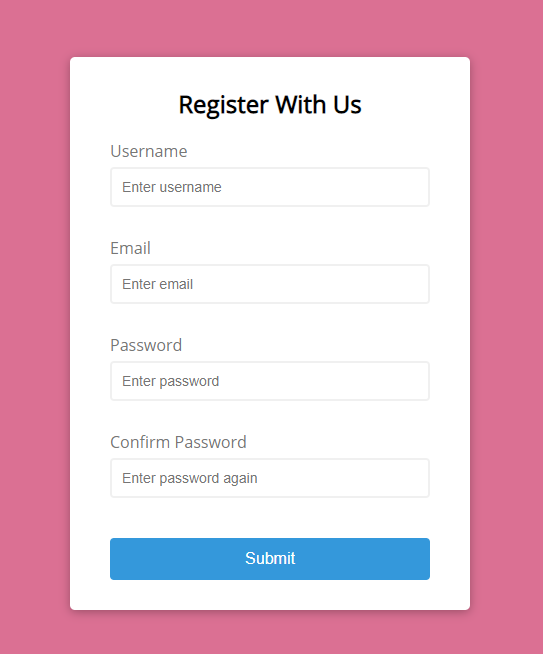 Register With Us
Username
Enter username
Email
Enter email
Password
Enter password
Confirm Password
Enter password again
Submit